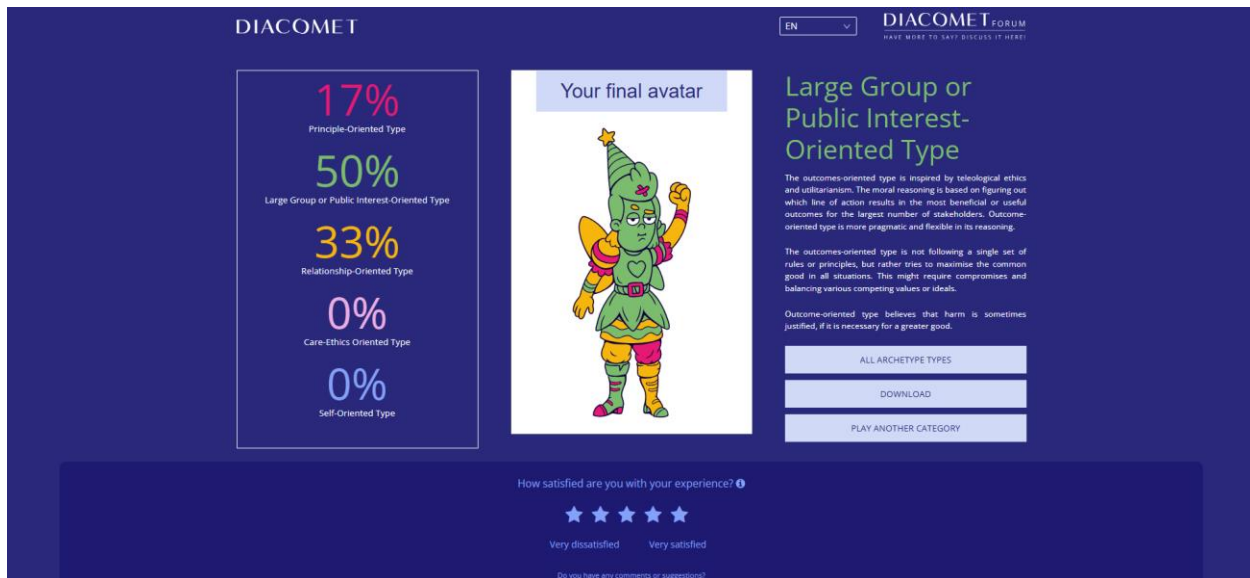 DIACOMET
EN
DIACOMET FORUM
HAVE MORE TO SAY? DISCUSS IT HERE!
17%
Principle-Oriented Type
50%
Large Group or Public Interest-Oriented Type
33%
Relationship-Oriented Type
0%
Care-Ethics Oriented Type
0%
Self-Oriented Type
Your final avatar
Large Group or
Public Interest-
Oriented Type
The outcomes-oriented type is inspired by teleological ethics
and utilitarianism. The moral reasoning is based on figuring out
which line of action results in the most beneficial or useful
outcomes for the largest number of stakeholders. Outcome-
oriented type is more pragmatic and flexible in its reasoning.
The outcomes-oriented type is not following a single set of
rules or principles, but rather tries to maximise the common
good in all situations. This might require compromises and
balancing various competing values or ideals.
Outcome-oriented type believes that harm is sometimes
justified, if it is necessary for a greater good.
ALL ARCHETYPE TYPES
DOWNLOAD
PLAY ANOTHER CATEGORY
How satisfied are you with your experience?
Very dissatisfied
Very satisfied
Do you have any comments or suggestions?